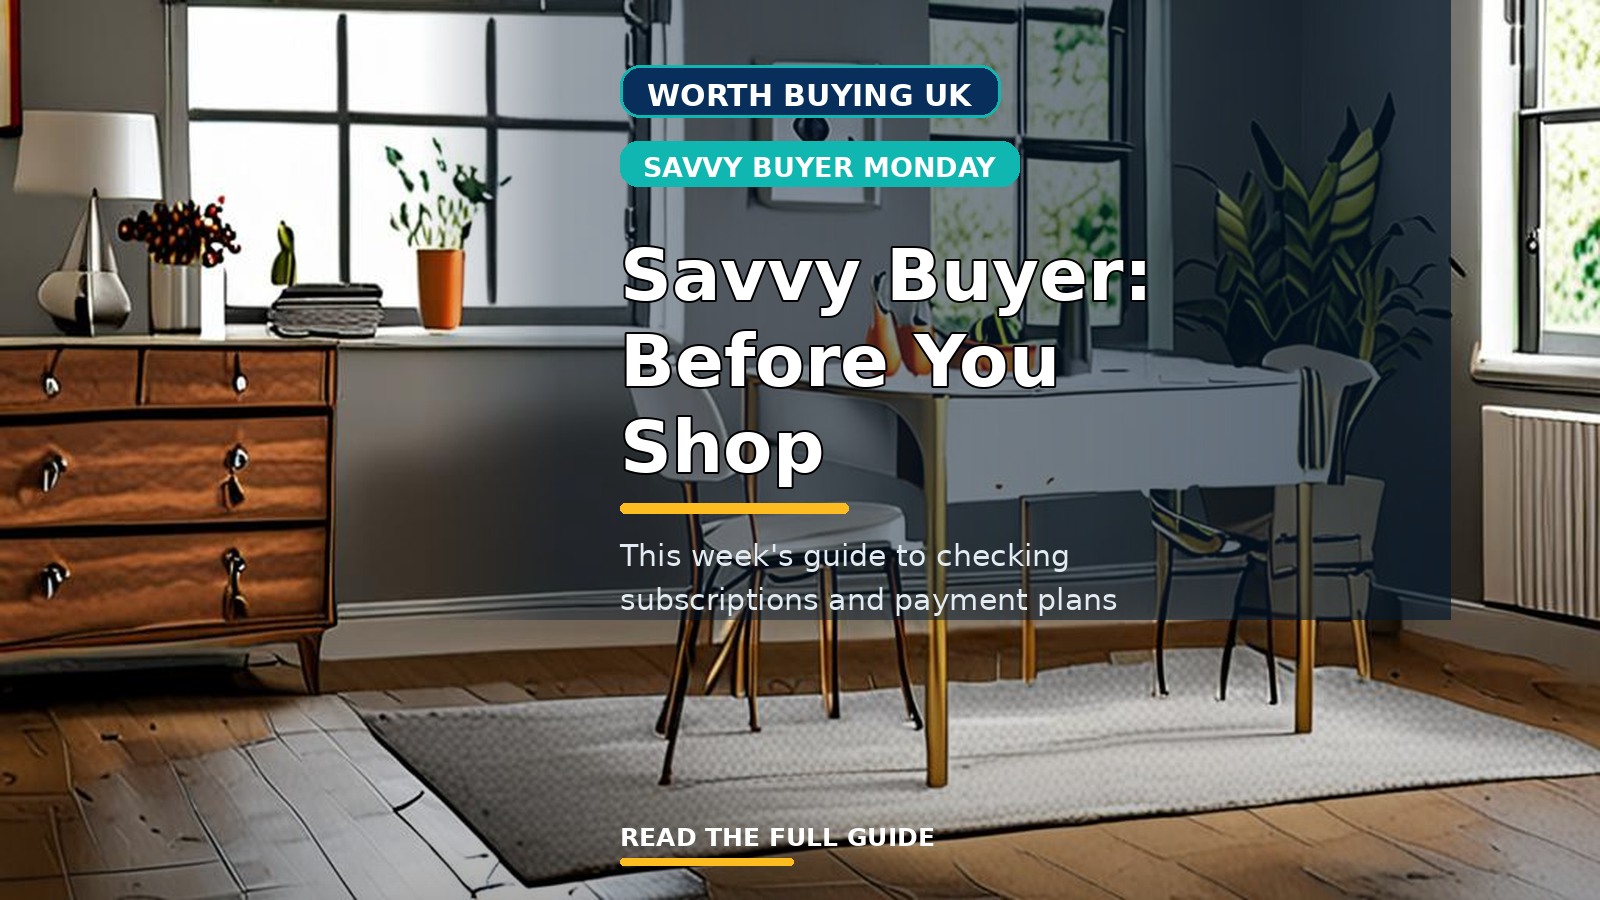 WORTH BUYING UK
SAVVY BUYER MONDAY
Savvy Buyer:
Before You
Shop
This week's guide to checking
subscriptions and payment plans
READ THE FULL GUIDE